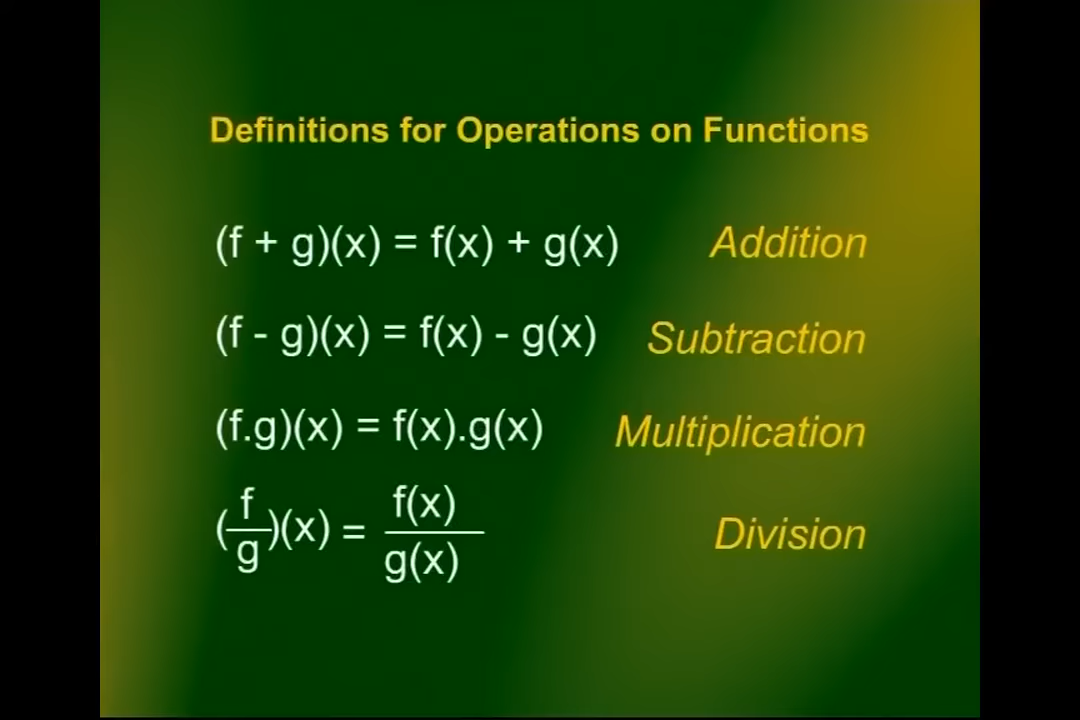 Definitions for Operations on Functions
(f + g)(x) = f(x) + g(x) Addition
(f - g)(x) = f(x) - g(x) Subtraction
(f.g)(x) = f(x).g(x) Multiplication
(f/g)(x) = f(x)/g(x) Division